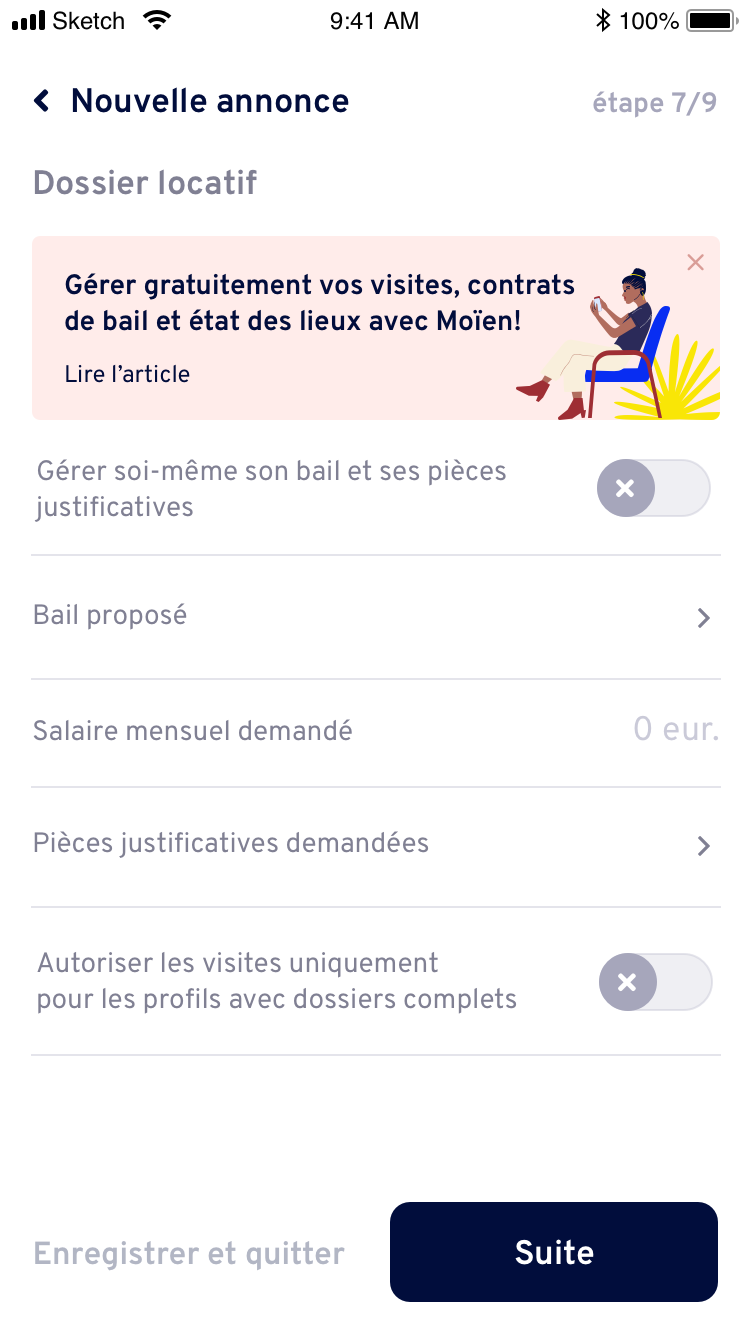 Sketch 9:41 AM 100%
Nouvelle annonce étape 7/9
Dossier locatif
Gérer gratuitement vos visites, contrats
de bail et état des lieux avec Moïen!
Lire l’article
Gérer soi-même son bail et ses pièces
justificatives
Bail proposé
Salaire mensuel demandé 0 eur.
Pièces justificatives demandées
Autoriser les visites uniquement
pour les profils avec dossiers complets
Enregistrer et quitter Suite